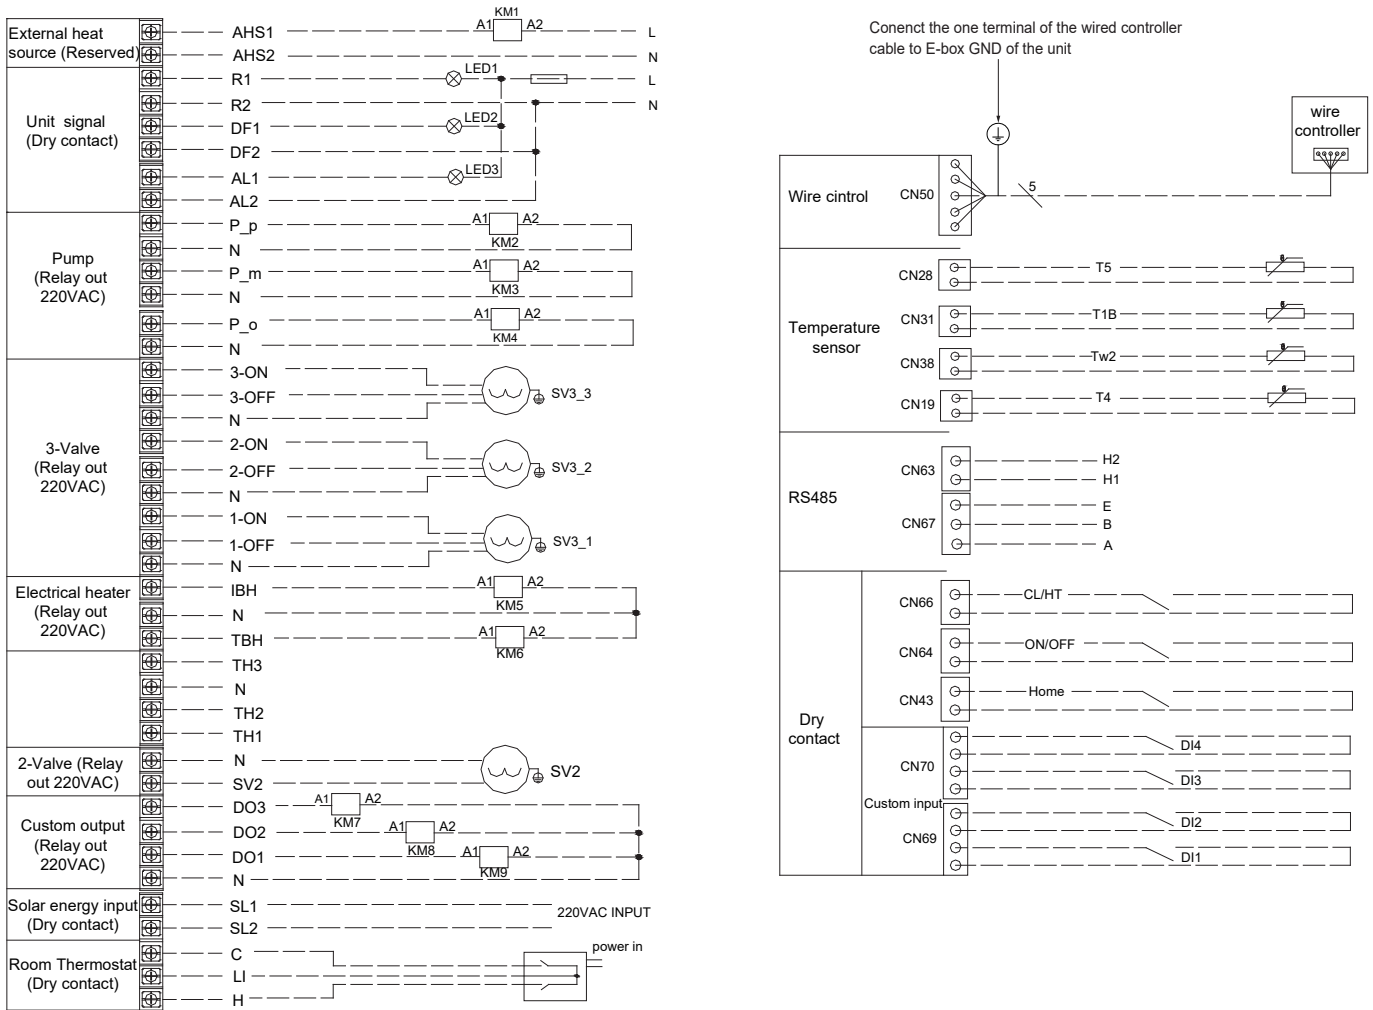 External heat
source (Reserved)
AHS1
A1
KM1
A2
L
AHS2
N
Unit signal
(Dry contact)
R1
LED1
L
R2
N
DF1
LED2
DF2
AL1
LED3
AL2
Pump
(Relay out
220VAC)
P_p
A1
A2
KM2
N
P_m
A1
A2
KM3
N
P_o
A1
A2
KM4
N
3-Valve
(Relay out
220VAC)
3-ON
3-OFF
SV3_3
N
2-ON
2-OFF
SV3_2
N
1-ON
1-OFF
SV3_1
N
Electrical heater
(Relay out
220VAC)
IBH
A1
A2
KM5
N
TBH
A1
A2
KM6
TH3
N
TH2
TH1
2-Valve (Relay
out 220VAC)
N
SV2
SV2
Custom output
(Relay out
220VAC)
DO3
A1
A2
KM7
DO2
A1
A2
KM8
DO1
A1
A2
KM9
N
Solar energy input
(Dry contact)
SL1
SL2
220VAC INPUT
Room Thermostat
(Dry contact)
C
LI
H
power in
Conenct the one terminal of the wired controller
cable to E-box GND of the unit
wire
controller
Wire cintrol
CN50
5
Temperature
sensor
CN28
T5
CN31
T1B
CN38
Tw2
CN19
T4
RS485
CN63
H2
H1
CN67
E
B
A
Dry
contact
CN66
CL/HT
CN64
ON/OFF
CN43
Home
Custom input
CN70
DI4
DI3
CN69
DI2
DI1